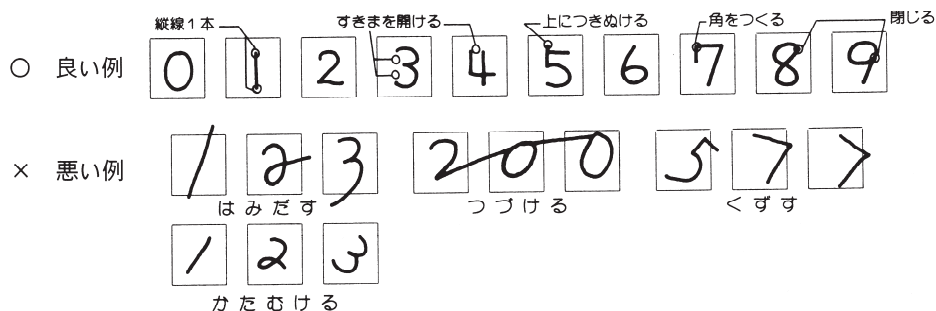 縦線1本 すきまを開ける 上につきぬける 角をつくる 閉じる
○ 良い例 0 1 2 3 4 5 6 7 8 9
× 悪い例 1 2 3 2 0 0 5 7 7
はみだす つづける くずす
1 2 3
かたむける